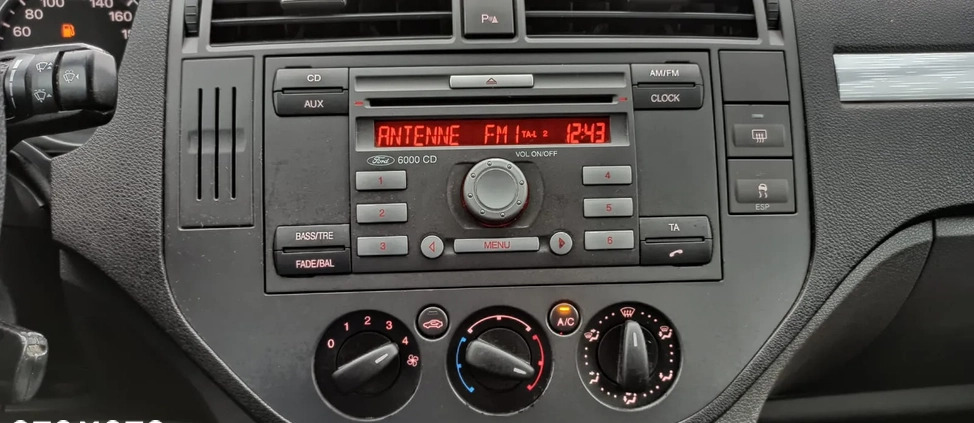 60 80 100 120 140 160
P
CD
AUX
AM/FM
CLOCK
ANTENNE FM1 TA-L 2 12:43
Ford 6000 CD
VOL ON/OFF
1
2
3
4
5
6
BASS/TRE
FADE/BAL
MENU
TA
ESP
A/C
0 1 2 3 4